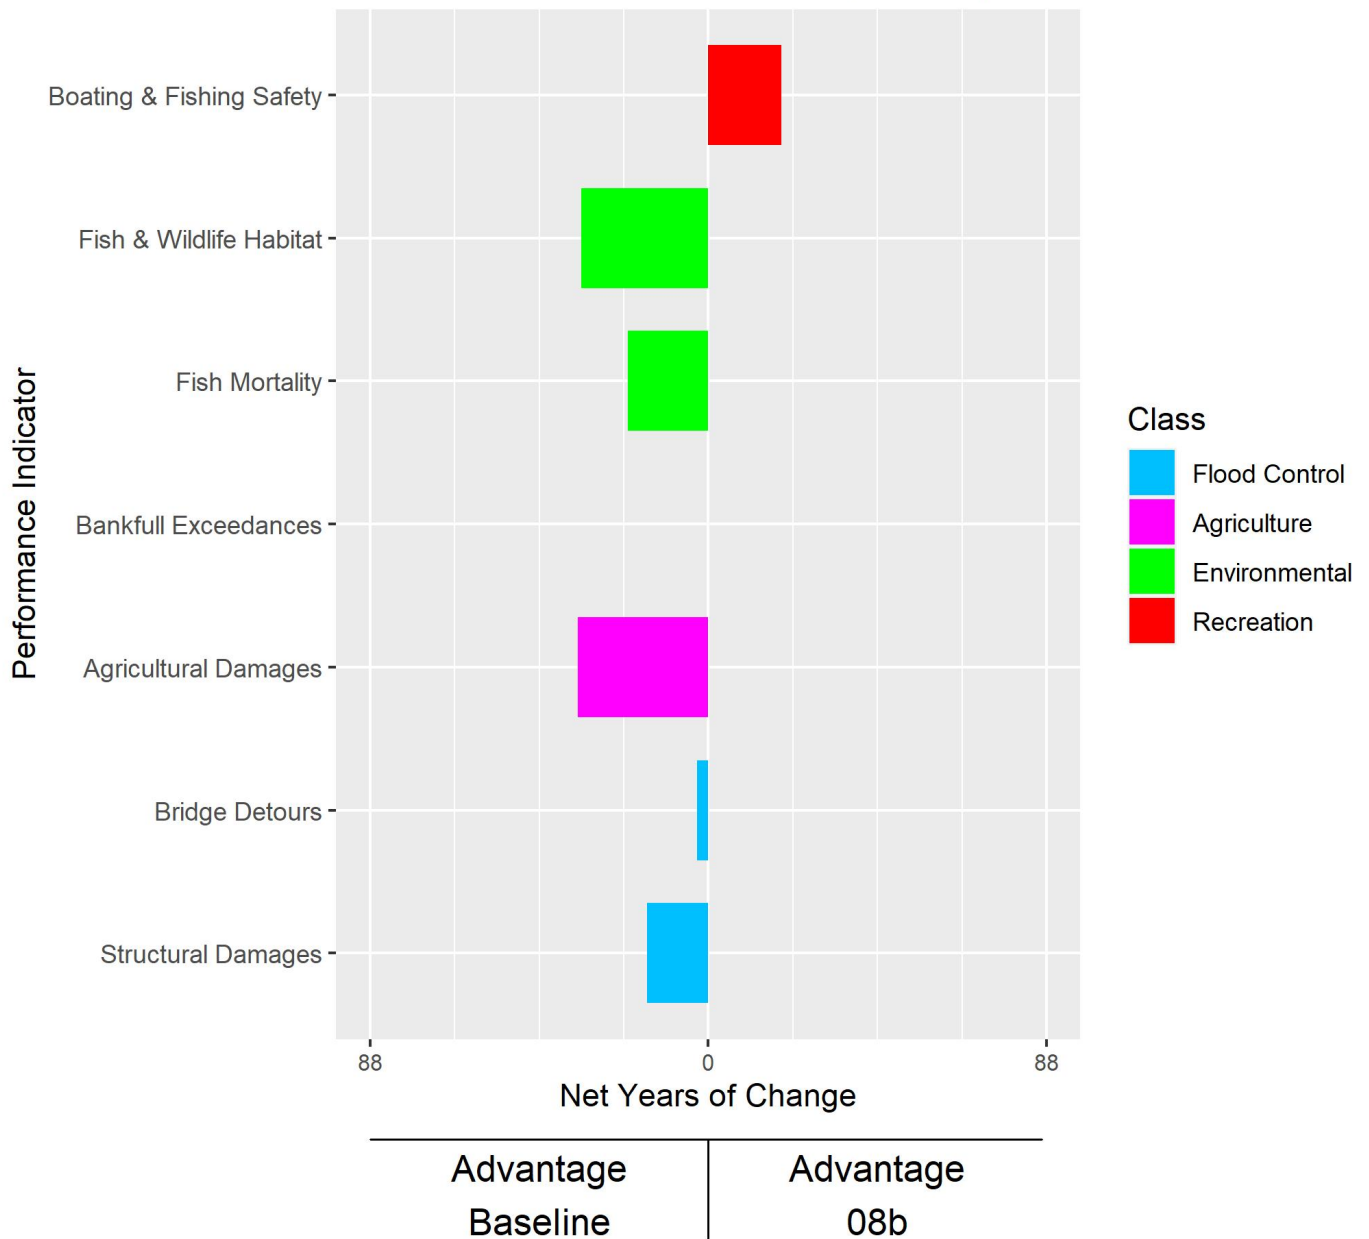 Performance Indicator
Boating & Fishing Safety
Fish & Wildlife Habitat
Fish Mortality
Bankfull Exceedances
Agricultural Damages
Bridge Detours
Structural Damages
88 0 88
Net Years of Change
Advantage Advantage
Baseline 08b
Class
Flood Control
Agriculture
Environmental
Recreation